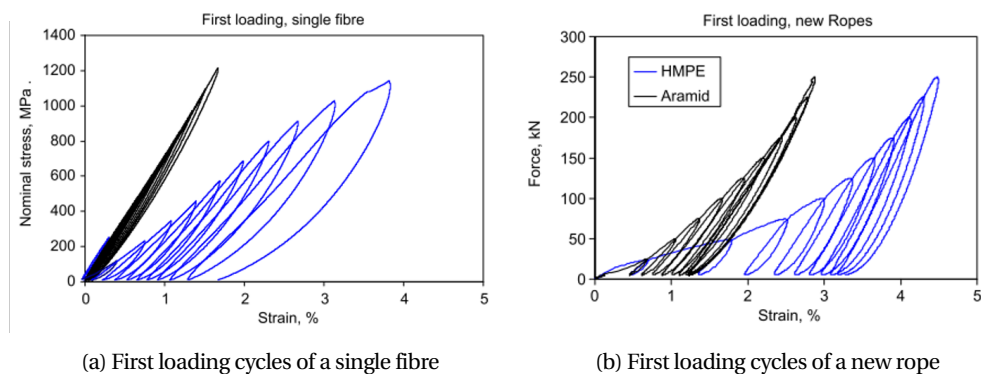 First loading, single fibre
1400
1200
1000
800
600
400
200
0
Nominal stress, MPa .
0 1 2 3 4 5
Strain, %
First loading, new Ropes
300
250
200
150
100
50
0
Force, kN
HMPE
Aramid
0 1 2 3 4 5
Strain, %
(a) First loading cycles of a single fibre
(b) First loading cycles of a new rope